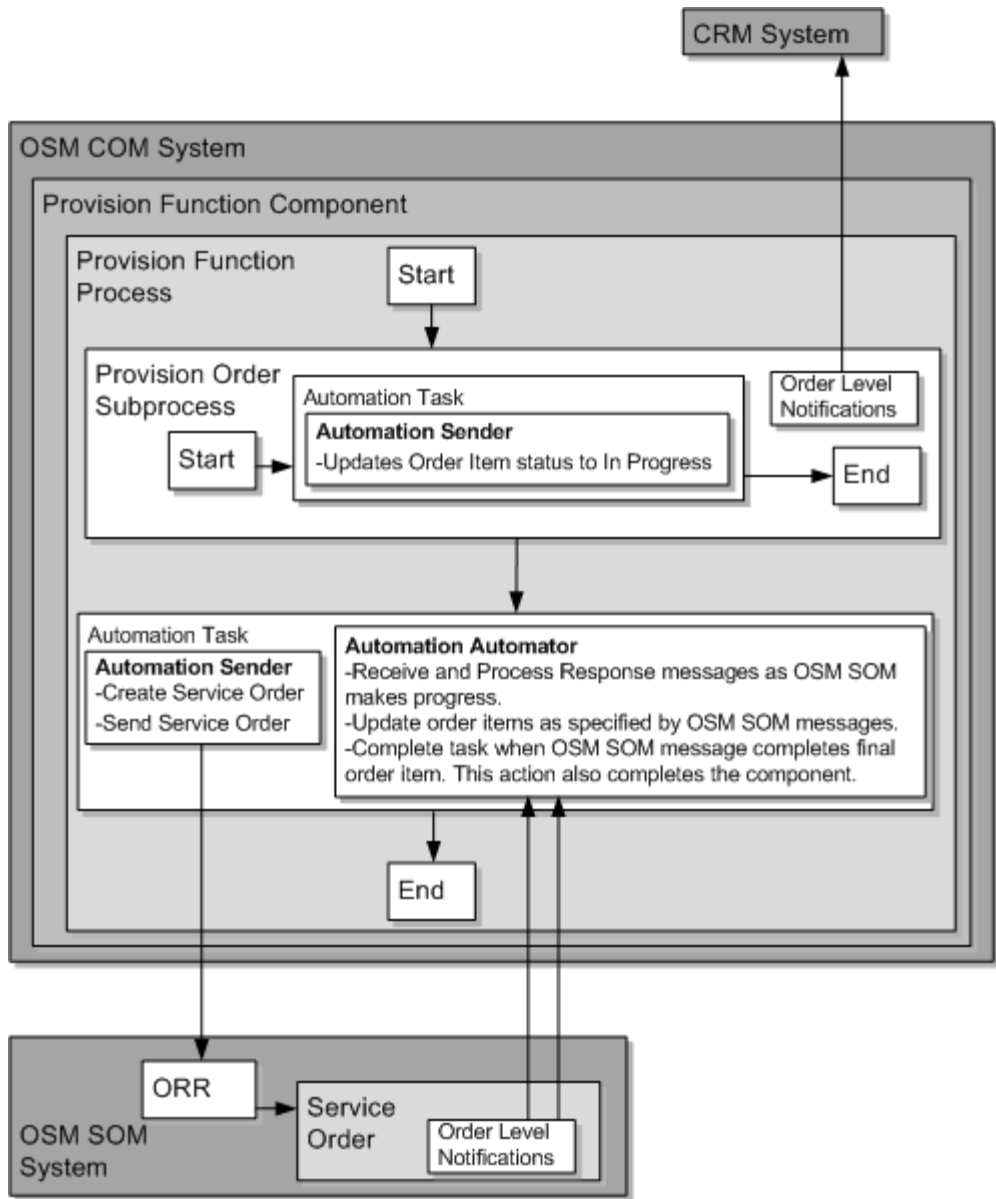 CRM System
OSM COM System
Provision Function Component
Provision Function
Process
Start
Provision Order
Subprocess
Start
Automation Task
Automation Sender
-Updates Order Item status to In Progress
Order Level
Notifications
End
Automation Task
Automation Sender
-Create Service Order
-Send Service Order
Automation Automator
-Receive and Process Response messages as OSM SOM
makes progress.
-Update order items as specified by OSM SOM messages.
-Complete task when OSM SOM message completes final
order item. This action also completes the component.
End
ORR
OSM SOM
System
Service
Order
Order Level
Notifications